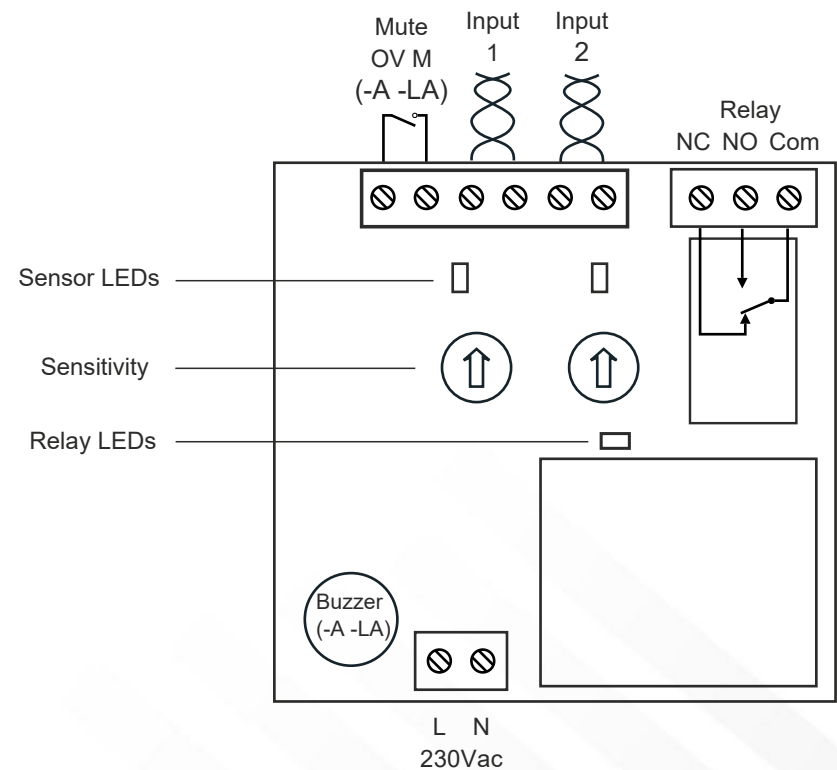 Mute
OV M
(-A -LA)
Input
1
Input
2
Relay
NC NO Com
Sensor LEDs
Sensitivity
Relay LEDs
Buzzer
(-A -LA)
L N
230Vac